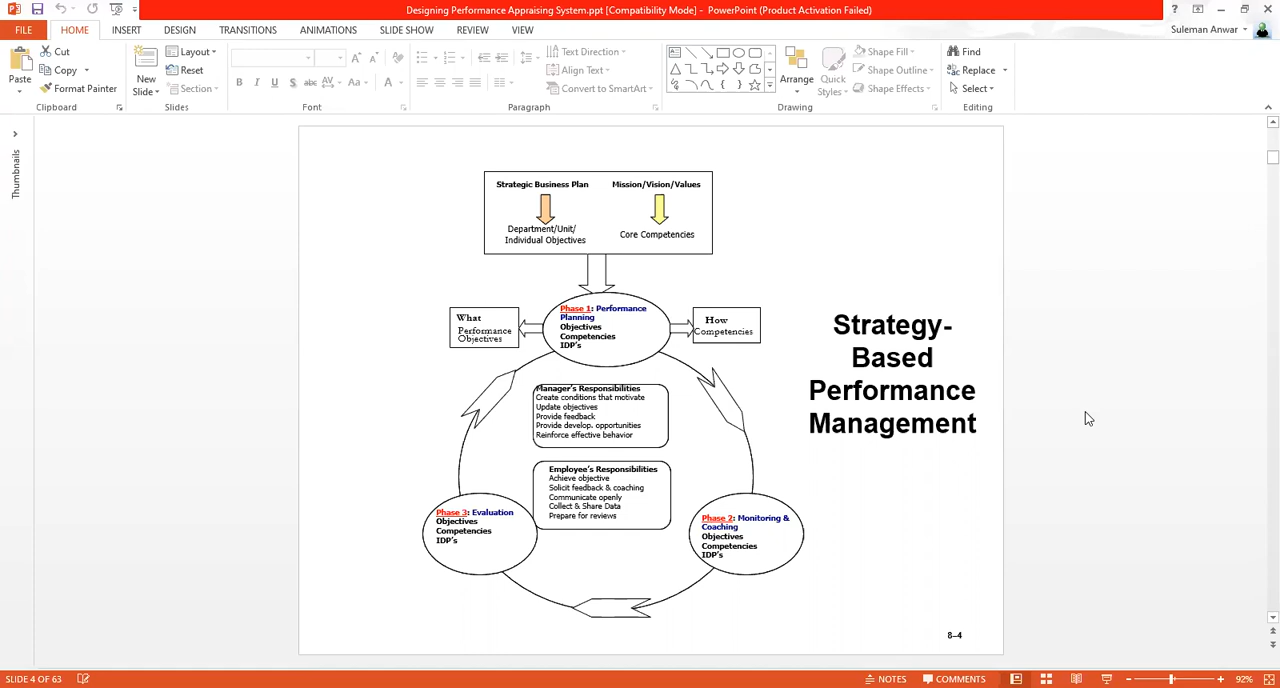 Designing Performance Appraising System.ppt [Compatibility Mode] - PowerPoint (Product Activation Failed)
FILE HOME INSERT DESIGN TRANSITIONS ANIMATIONS SLIDE SHOW REVIEW VIEW Suleman Anwar
Paste
Cut
Copy
Format Painter
Clipboard
New
Slide
Layout
Reset
Section
Slides
B I U S abc AV Aa A
Font
Text Direction
Align Text
Convert to SmartArt
Paragraph
Arrange
Quick
Styles
Shape Fill
Shape Outline
Shape Effects
Drawing
Find
Replace
Select
Editing
Thumbnails
Strategic Business Plan
Department/Unit/
Individual Objectives
Mission/Vision/Values
Core Competencies
What
Performance
Objectives
Phase 1: Performance
Planning
Objectives
Competencies
IDP's
How
Competencies
Strategy-
Based
Performance
Management
Manager's Responsibilities
Create conditions that motivate
Update objectives
Provide feedback
Provide develop. opportunities
Reinforce effective behavior
Employee's Responsibilities
Achieve objective
Solicit feedback & coaching
Communicate openly
Collect & Share Data
Prepare for reviews
Phase 3: Evaluation
Objectives
Competencies
IDP's
Phase 2: Monitoring &
Coaching
Objectives
Competencies
IDP's
8–4
SLIDE 4 OF 63 NOTES COMMENTS 92%